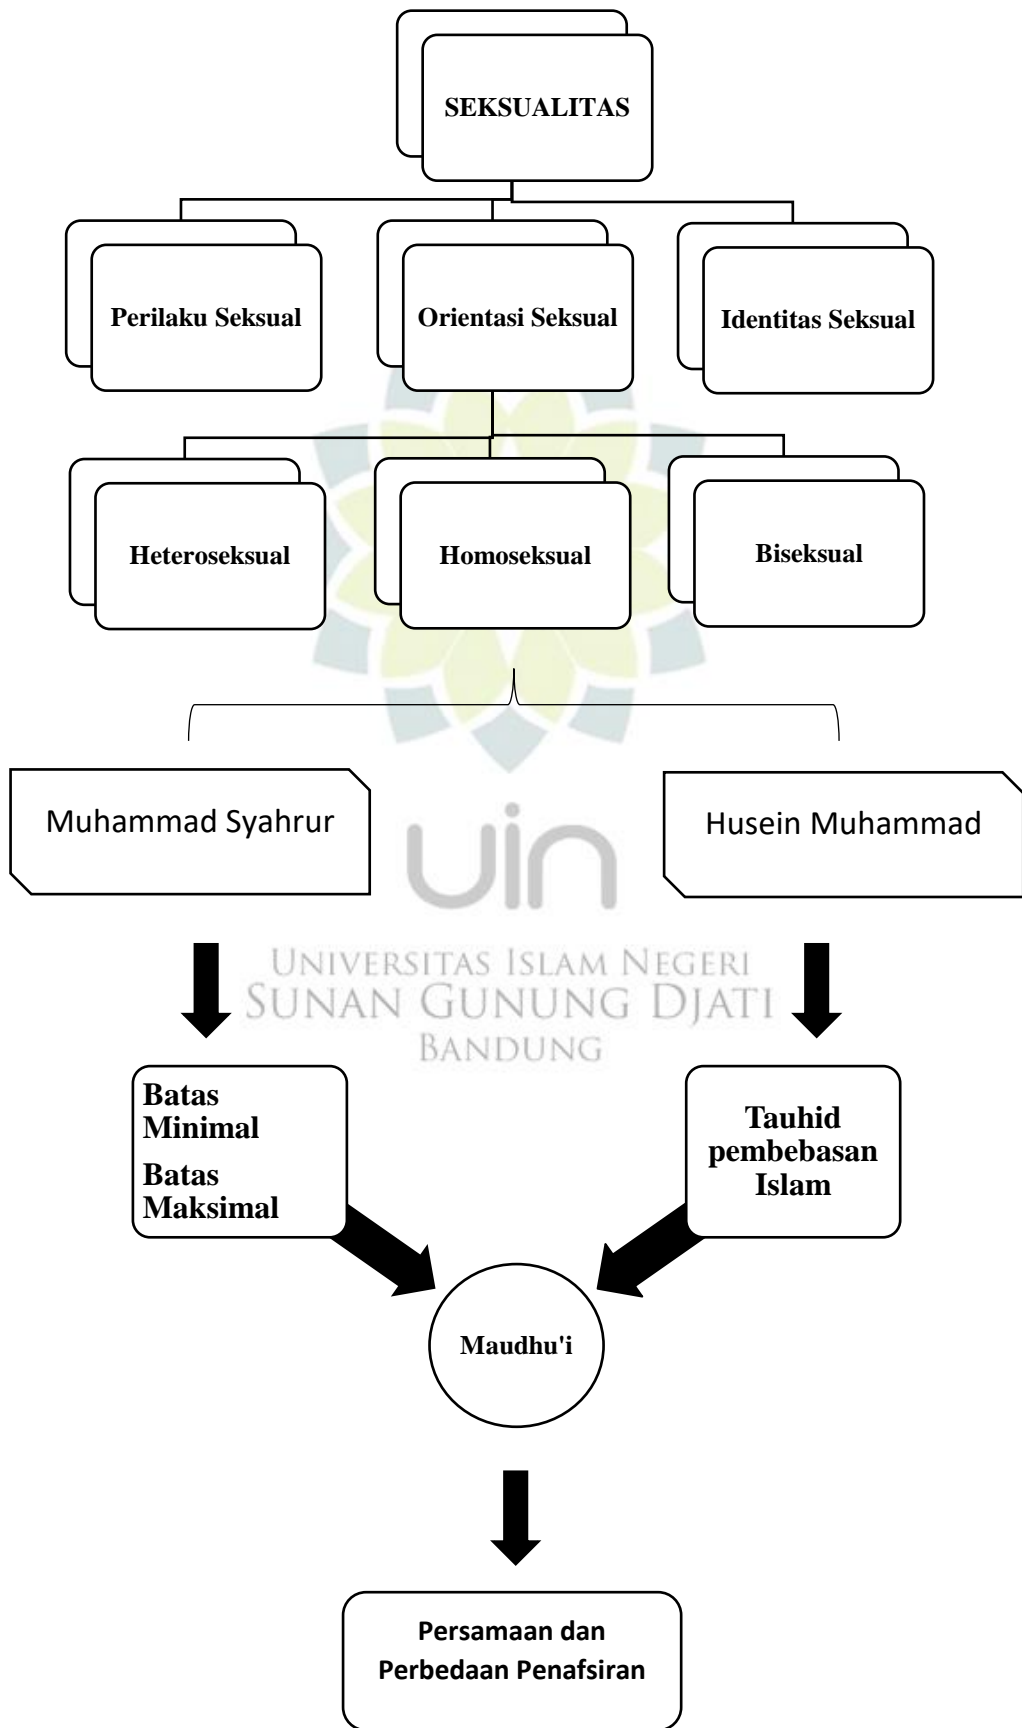 SEKSUALITAS
Perilaku Seksual
Orientasi Seksual
Identitas Seksual
Heteroseksual
Homoseksual
Biseksual
Muhammad Syahrur
Husein Muhammad
uin
UNIVERSITAS ISLAM NEGERI
SUNAN GUNUNG DJATI
BANDUNG
Batas
Minimal
Batas
Maksimal
Tauhid
pembebasan
Islam
Maudhu'i
Persamaan dan
Perbedaan Penafsiran